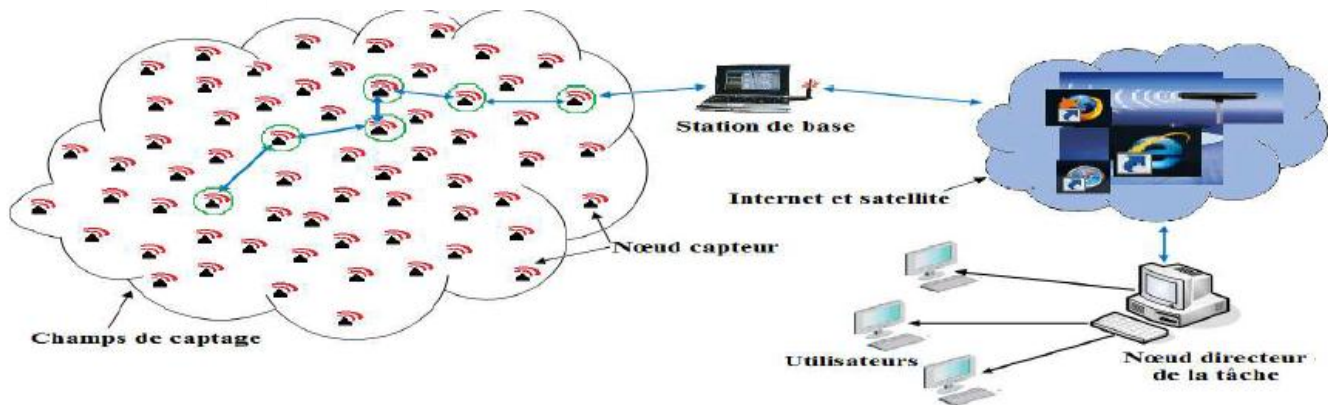 Station de base
Internet et satellite
Nœud capteur
Champs de captage
Utilisateurs
Nœud directeur
de la tâche